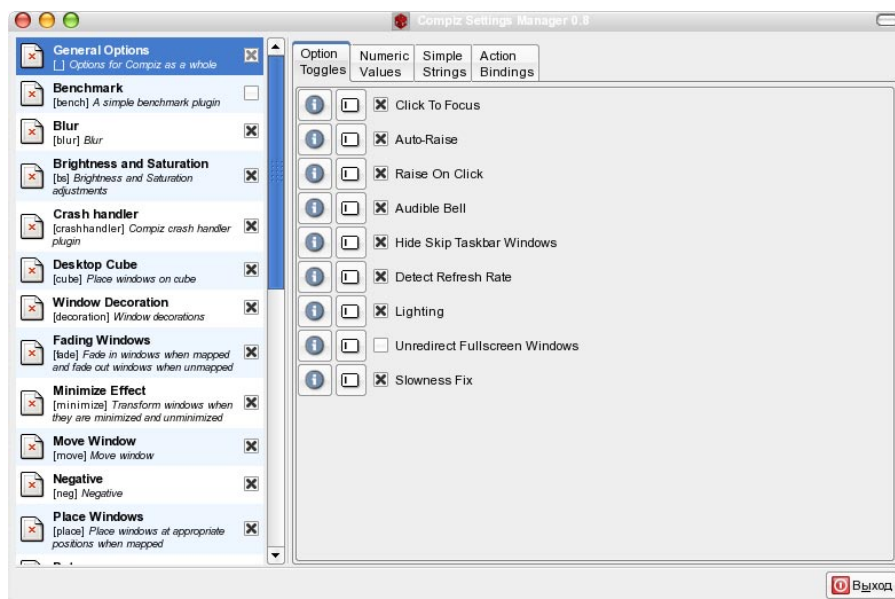 Compiz Settings Manager 0.8
General Options
[_] Options for Compiz as a whole
Benchmark
[bench] A simple benchmark plugin
Blur
[blur] Blur
Brightness and Saturation
[bs] Brightness and Saturation
adjustments
Crash handler
[crashhandler] Compiz crash handler
plugin
Desktop Cube
[cube] Place windows on cube
Window Decoration
[decoration] Window decorations
Fading Windows
[fade] Fade in windows when mapped
and fade out windows when unmapped
Minimize Effect
[minimize] Transform windows when
they are minimized and unminimized
Move Window
[move] Move window
Negative
[neg] Negative
Place Windows
[place] Place windows at appropriate
positions when mapped
Option
Toggles
Numeric
Values
Simple
Strings
Action
Bindings
Click To Focus
Auto-Raise
Raise On Click
Audible Bell
Hide Skip Taskbar Windows
Detect Refresh Rate
Lighting
Unredirect Fullscreen Windows
Slowness Fix
Выход